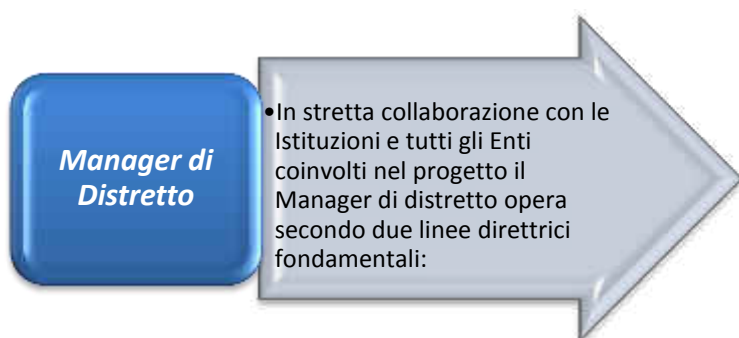 Manager di
Distretto
•In stretta collaborazione con le
Istituzioni e tutti gli Enti
coinvolti nel progetto il
Manager di distretto opera
secondo due linee direttrici
fondamentali: